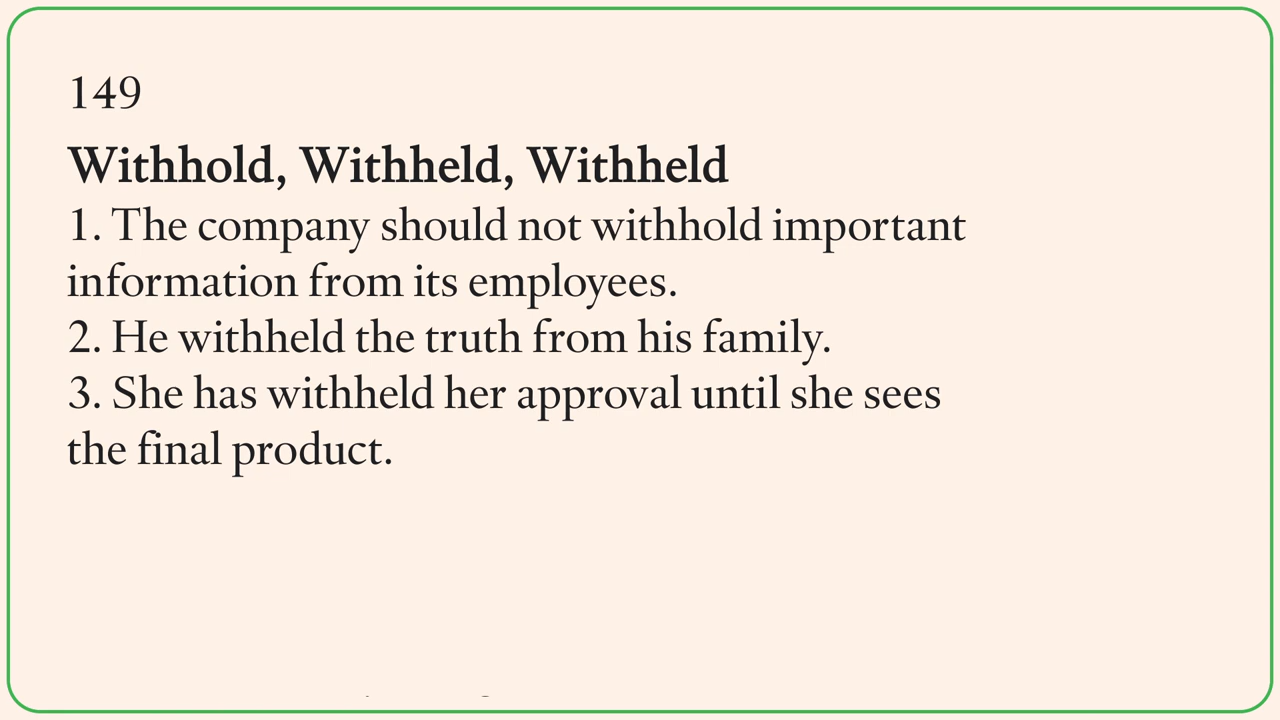 149
Withhold, Withheld, Withheld
1. The company should not withhold important
information from its employees.
2. He withheld the truth from his family.
3. She has withheld her approval until she sees
the final product.